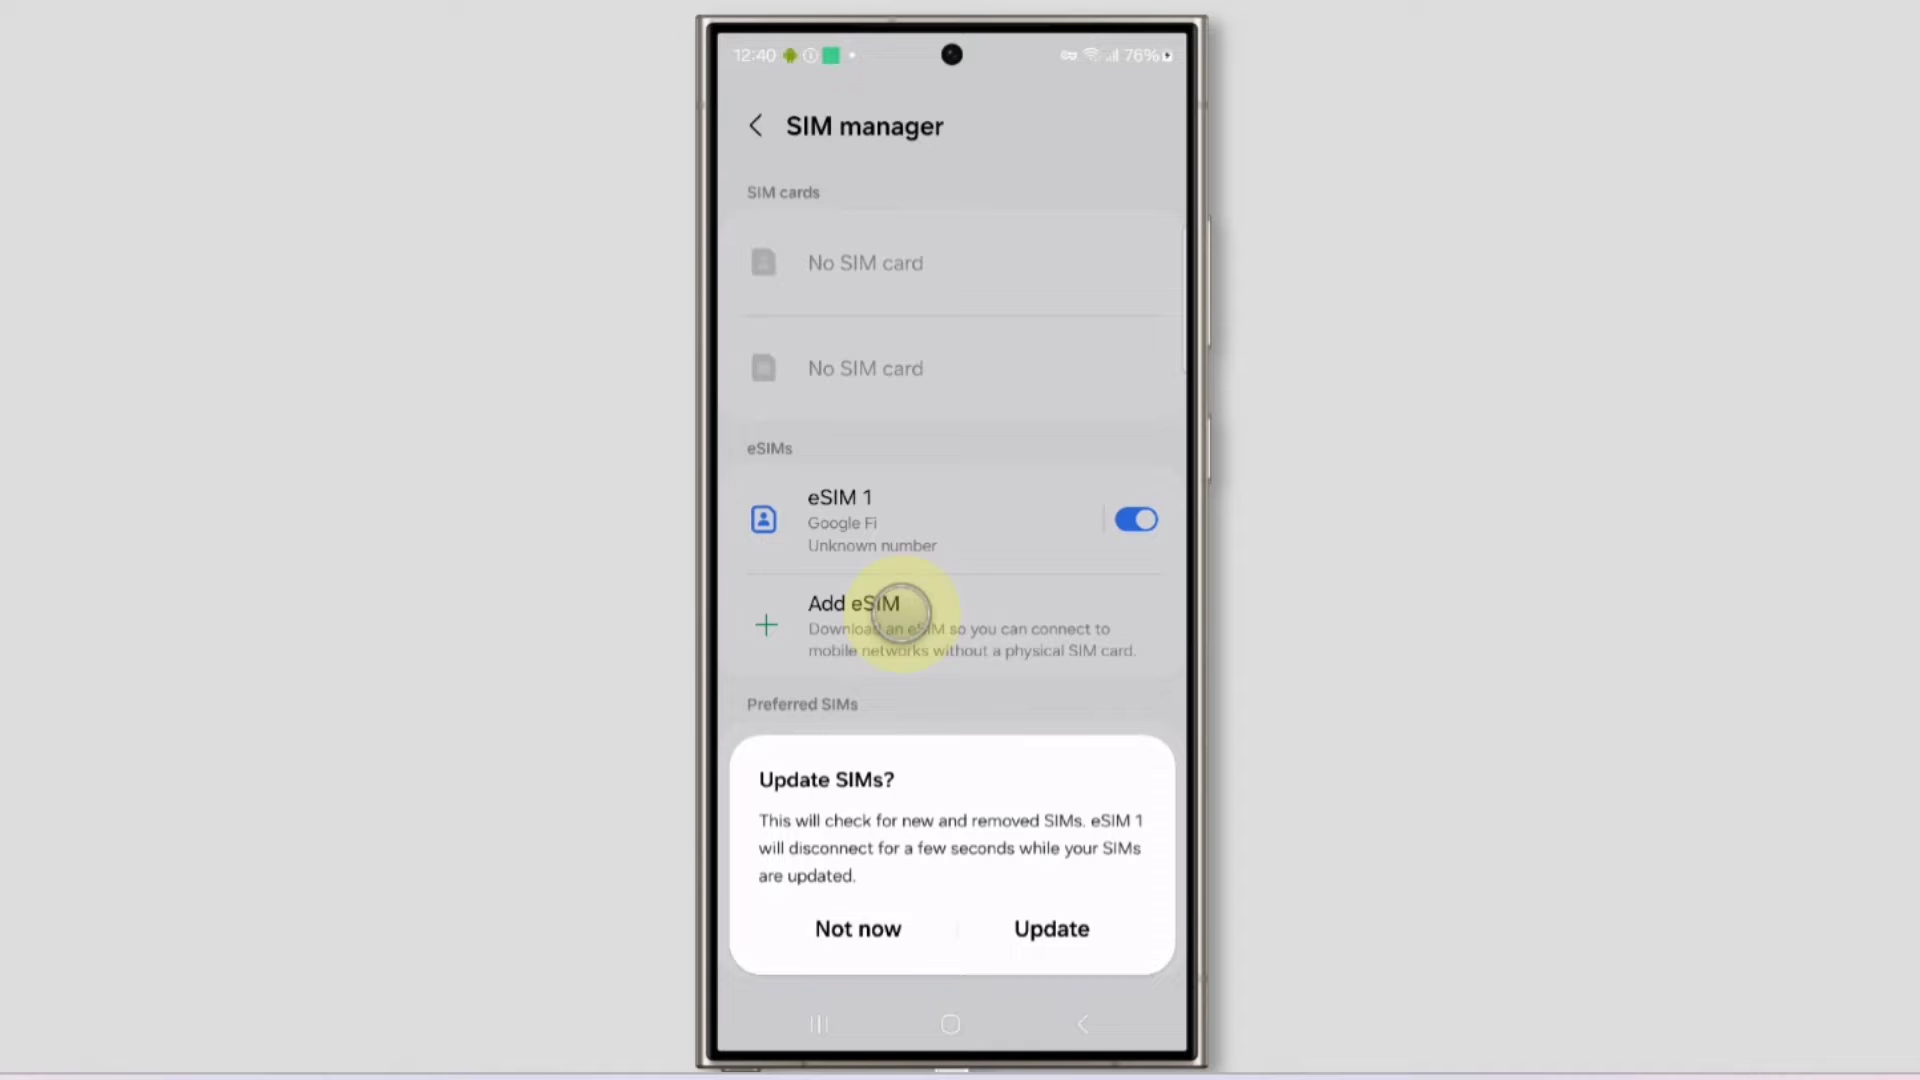 12:40
76%
SIM manager
SIM cards
No SIM card
No SIM card
eSIMs
eSIM 1
Google Fi
Unknown number
Add eSIM
Download an eSIM so you can connect to
mobile networks without a physical SIM card.
Preferred SIMs
Update SIMs?
This will check for new and removed SIMs. eSIM 1
will disconnect for a few seconds while your SIMs
are updated.
Not now
Update